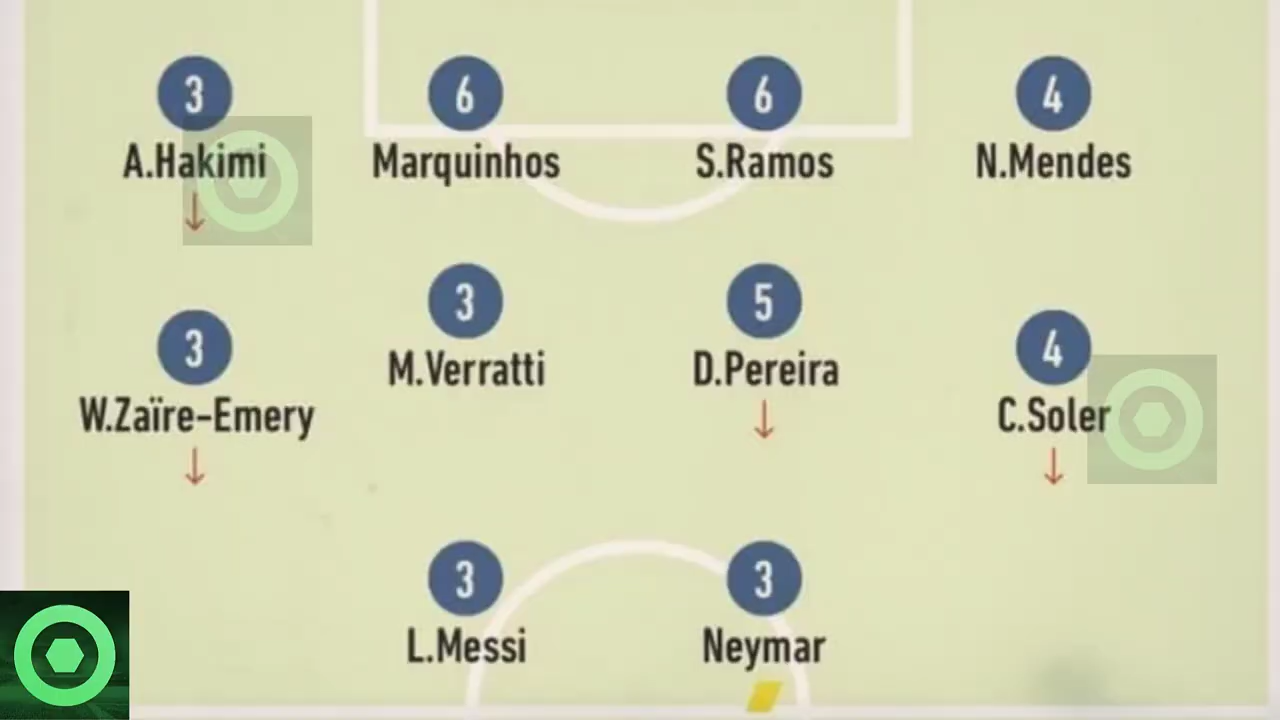 3 6 6 4
A.Hakimi Marquinhos S.Ramos N.Mendes
3 5
3 4
M.Verratti D.Pereira
W.Zaïre-Emery C.Soler
3 3
L.Messi Neymar